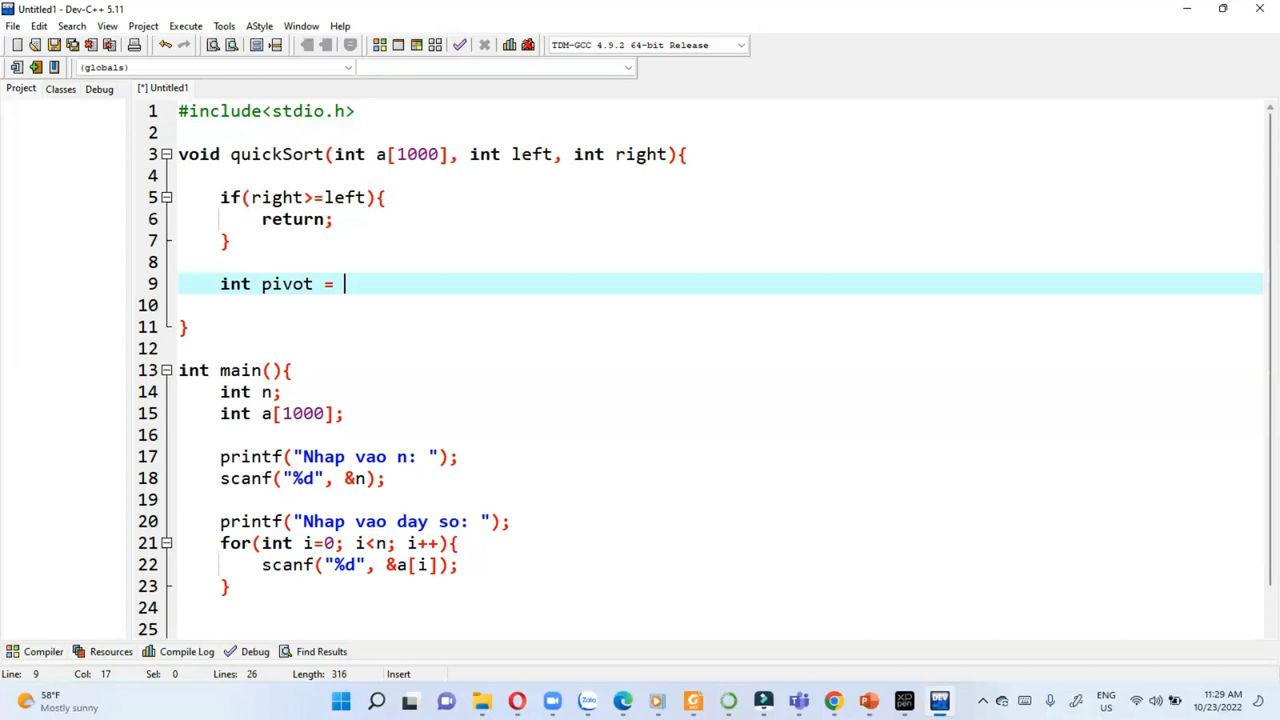 Untitled1 - Dev-C++ 5.11
File Edit Search View Project Execute Tools AStyle Window Help
TDM-GCC 4.9.2 64-bit Release
(globals)
Project Classes Debug [*] Untitled1
1 #include<stdio.h>
2
3 void quickSort(int a[1000], int left, int right){
4
5 if(right>=left){
6 return;
7 }
8
9 int pivot =
10
11 }
12
13 int main(){
14 int n;
15 int a[1000];
16
17 printf("Nhap vao n: ");
18 scanf("%d", &n);
19
20 printf("Nhap vao day so: ");
21 for(int i=0; i<n; i++){
22 scanf("%d", &a[i]);
23 }
24
25
Compiler Resources Compile Log Debug Find Results
Line: 9 Col: 17 Sel: 0 Lines: 26 Length: 316 Insert
58°F
Mostly sunny
Zalo
xp
pen
DEV
ENG
US
11:29 AM
10/23/2022